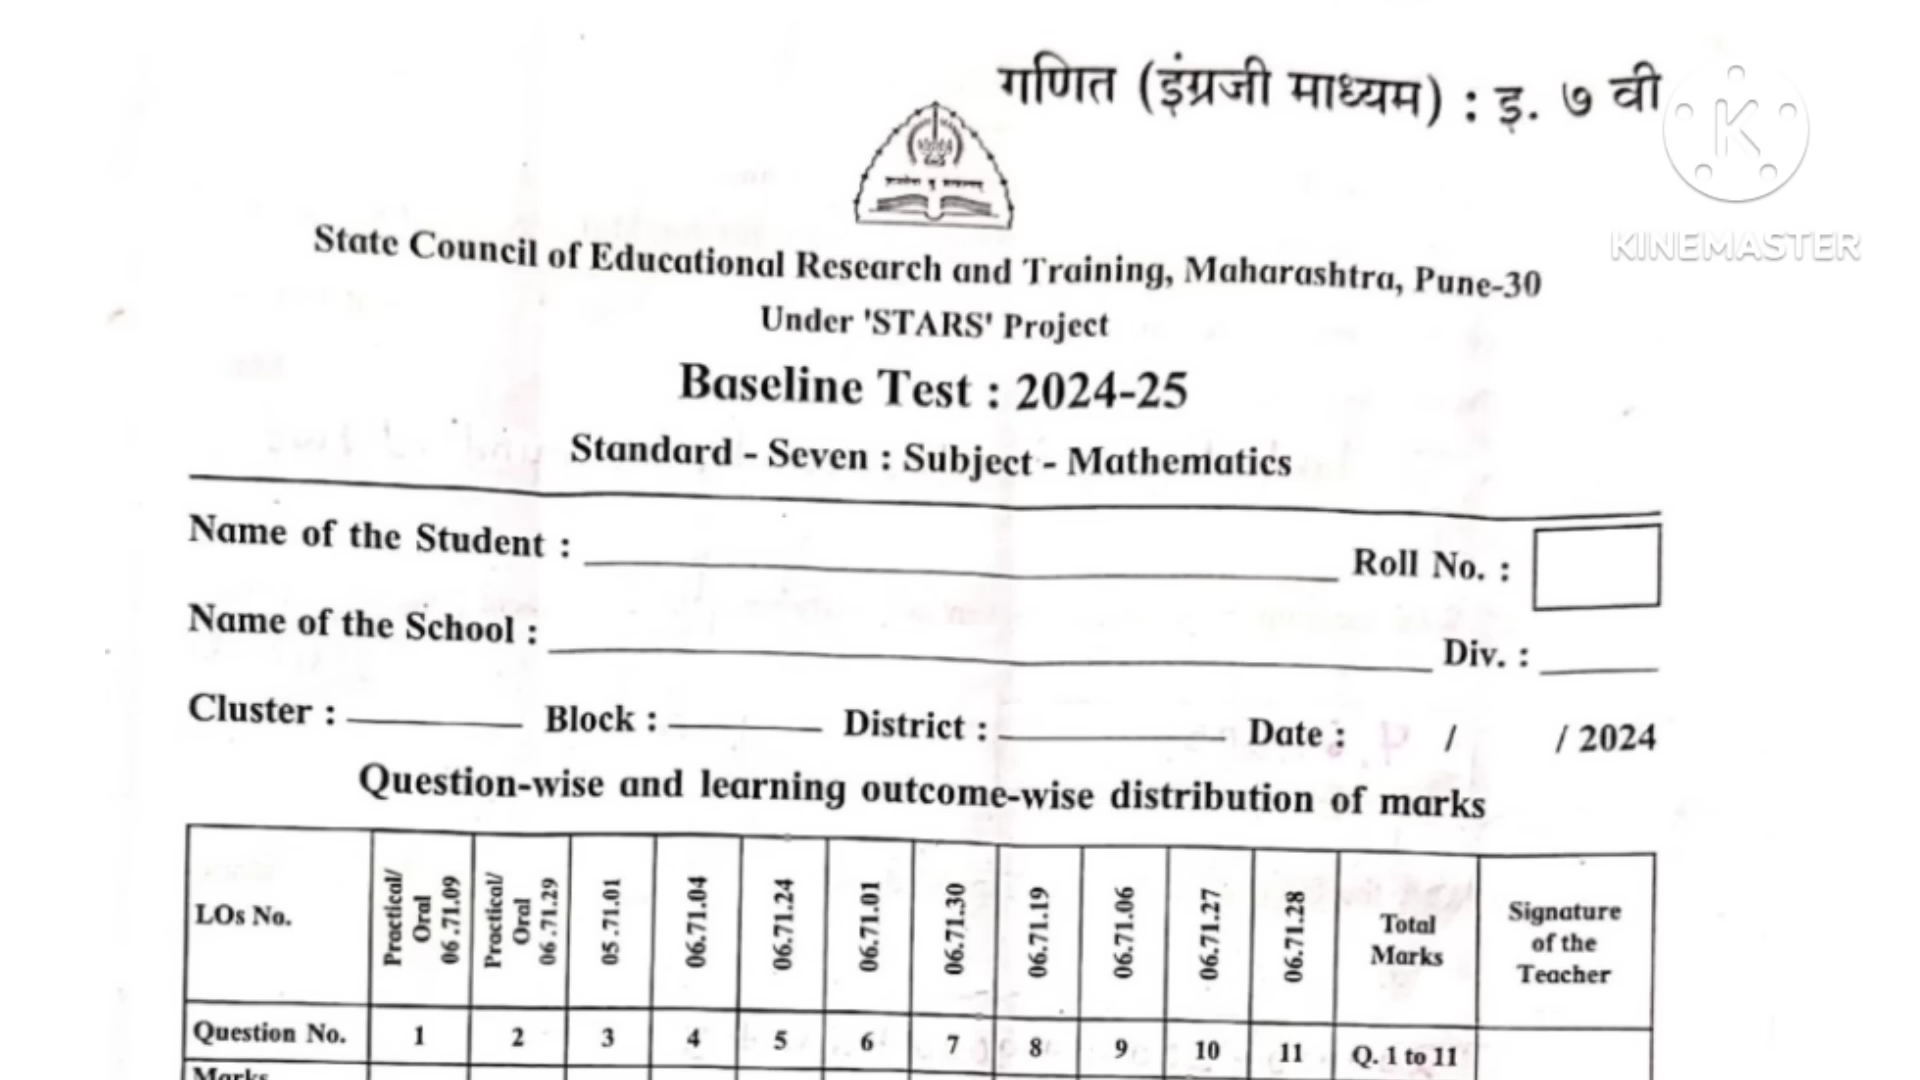 गणित (इंग्रजी माध्यम) : इ. ७ वी
K
KINEMASTER
State Council of Educational Research and Training, Maharashtra, Pune-30
Under 'STARS' Project
Baseline Test : 2024-25
Standard - Seven : Subject - Mathematics
Name of the Student : Roll No. :
Name of the School : Div. :
Cluster : Block : District : Date : / / 2024
Question-wise and learning outcome-wise distribution of marks
LOs No. Practical/ Oral 06 .71.09 Practical/ Oral 06 .71.29 05 .71.01 06.71.04 06.71.24 06.71.01 06.71.30 06.71.19 06.71.06 06.71.27 06.71.28 Total Marks Signature of the Teacher
Question No. 1 2 3 4 5 6 7 8 9 10 11 Q. 1 to 11
Marks